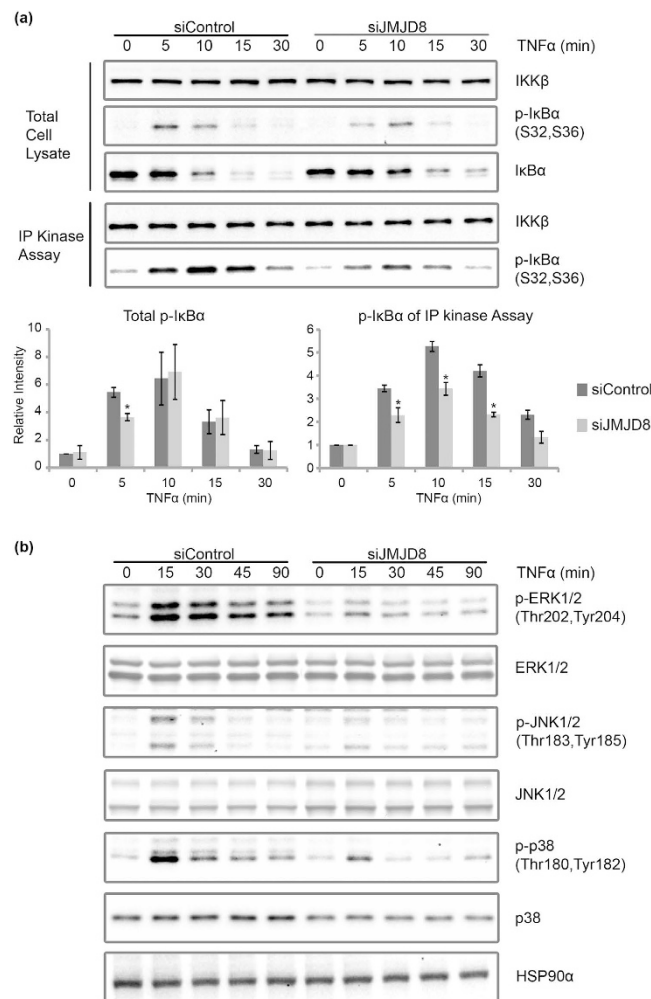 (a)
siControl siJMJD8
0 5 10 15 30 0 5 10 15 30 TNFα (min)
Total
Cell
Lysate
IKKβ
p-IκBα
(S32,S36)
IκBα
IP Kinase
Assay
IKKβ
p-IκBα
(S32,S36)
Total p-IκBα
Relative Intensity
10
8
6
4
2
0
*
0 5 10 15 30
TNFα (min)
p-IκBα of IP kinase Assay
6
5
4
3
2
1
0
* * *
0 5 10 15 30
TNFα (min)
siControl
siJMJD8
(b)
siControl siJMJD8
0 15 30 45 90 0 15 30 45 90 TNFα (min)
p-ERK1/2
(Thr202,Tyr204)
ERK1/2
p-JNK1/2
(Thr183,Tyr185)
JNK1/2
p-p38
(Thr180,Tyr182)
p38
HSP90α